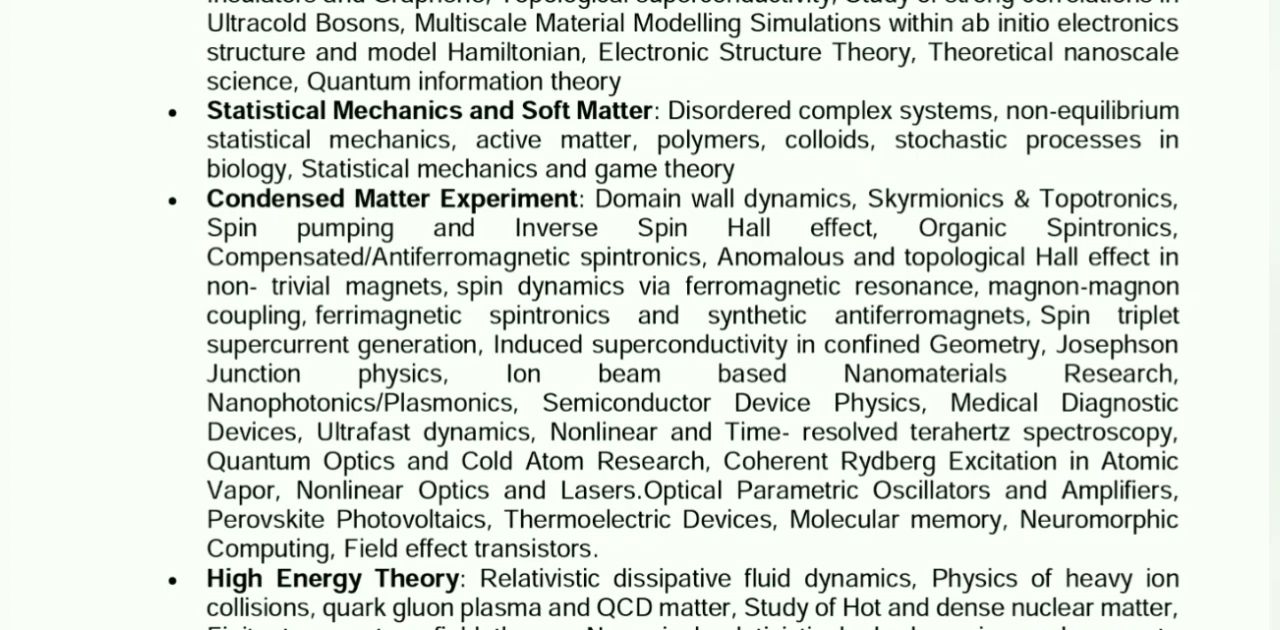 Ultracold Bosons, Multiscale Material Modelling Simulations within ab initio electronics
structure and model Hamiltonian, Electronic Structure Theory, Theoretical nanoscale
science, Quantum information theory
• Statistical Mechanics and Soft Matter: Disordered complex systems, non-equilibrium
statistical mechanics, active matter, polymers, colloids, stochastic processes in
biology, Statistical mechanics and game theory
• Condensed Matter Experiment: Domain wall dynamics, Skyrmionics & Topotronics,
Spin pumping and Inverse Spin Hall effect, Organic Spintronics,
Compensated/Antiferromagnetic spintronics, Anomalous and topological Hall effect in
non- trivial magnets, spin dynamics via ferromagnetic resonance, magnon-magnon
coupling, ferrimagnetic spintronics and synthetic antiferromagnets, Spin triplet
supercurrent generation, Induced superconductivity in confined Geometry, Josephson
Junction physics, Ion beam based Nanomaterials Research,
Nanophotonics/Plasmonics, Semiconductor Device Physics, Medical Diagnostic
Devices, Ultrafast dynamics, Nonlinear and Time- resolved terahertz spectroscopy,
Quantum Optics and Cold Atom Research, Coherent Rydberg Excitation in Atomic
Vapor, Nonlinear Optics and Lasers.Optical Parametric Oscillators and Amplifiers,
Perovskite Photovoltaics, Thermoelectric Devices, Molecular memory, Neuromorphic
Computing, Field effect transistors.
• High Energy Theory: Relativistic dissipative fluid dynamics, Physics of heavy ion
collisions, quark gluon plasma and QCD matter, Study of Hot and dense nuclear matter,